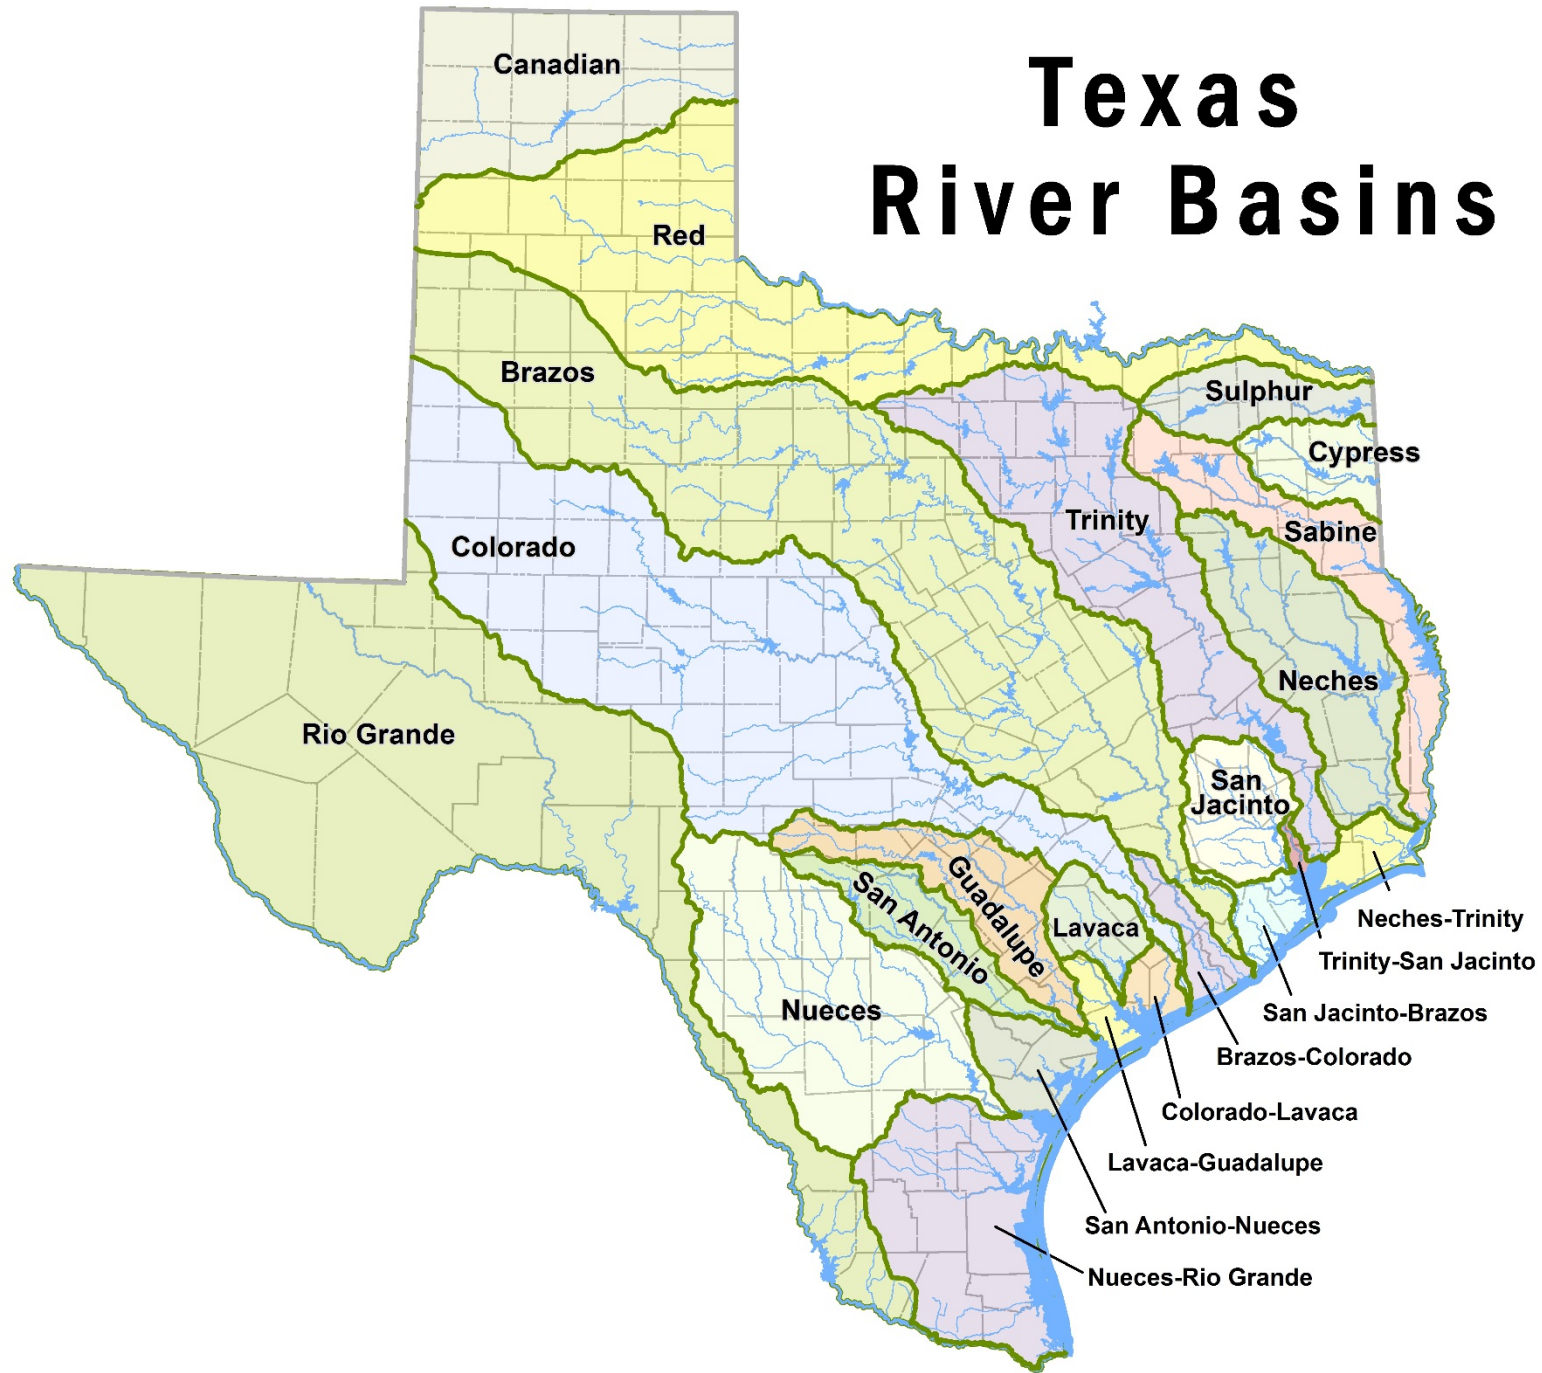 Texas
River Basins
Canadian
Red
Brazos
Sulphur
Cypress
Trinity
Sabine
Colorado
Neches
Rio Grande
San
Jacinto
Guadalupe
San Antonio
Lavaca
Neches-Trinity
Trinity-San Jacinto
Nueces
San Jacinto-Brazos
Brazos-Colorado
Colorado-Lavaca
Lavaca-Guadalupe
San Antonio-Nueces
Nueces-Rio Grande